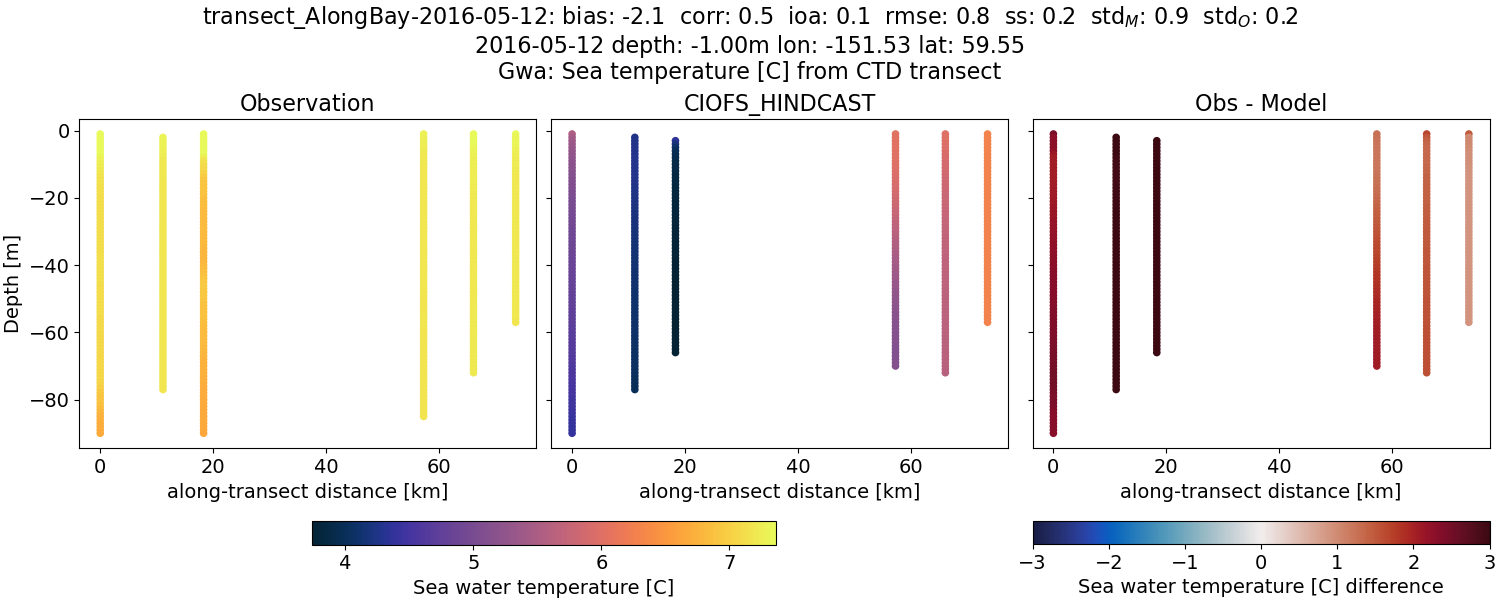 transect_AlongBay-2016-05-12: bias: -2.1  corr: 0.5  ioa: 0.1  rmse: 0.8  ss: 0.2  std_M: 0.9  std_O: 0.2
2016-05-12 depth: -1.00m lon: -151.53 lat: 59.55
Gwa: Sea temperature [C] from CTD transect
Observation
CIOFS_HINDCAST
Obs - Model
0
−20
−40
−60
−80
Depth [m]
0 20 40 60
0 20 40 60
0 20 40 60
along-transect distance [km]
along-transect distance [km]
along-transect distance [km]
4 5 6 7
Sea water temperature [C]
−3 −2 −1 0 1 2 3
Sea water temperature [C] difference